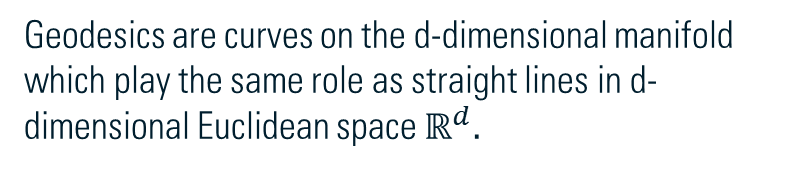 Geodesics are curves on the d-dimensional manifold
which play the same role as straight lines in d-
dimensional Euclidean space ℝᵈ.